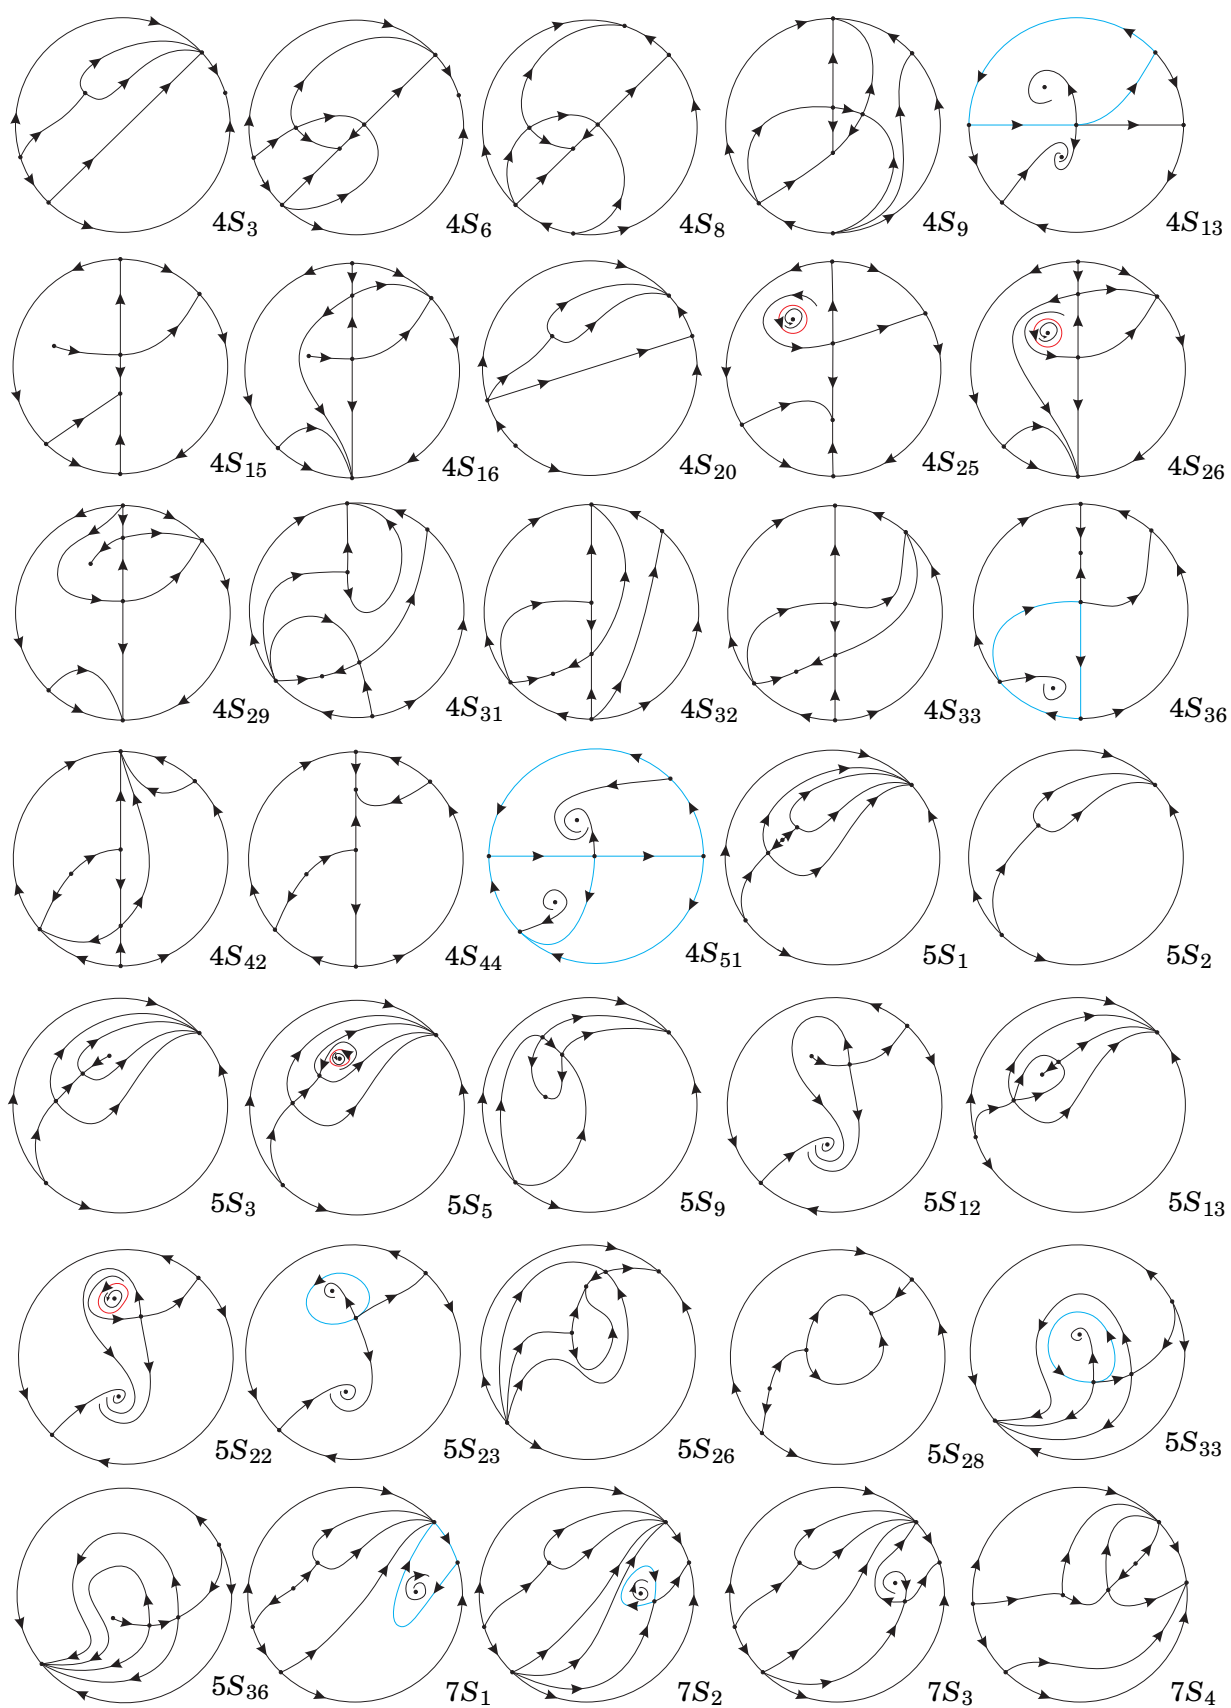 4S₃ 4S₆ 4S₈ 4S₉ 4S₁₃
4S₁₅ 4S₁₆ 4S₂₀ 4S₂₅ 4S₂₆
4S₂₉ 4S₃₁ 4S₃₂ 4S₃₃ 4S₃₆
4S₄₂ 4S₄₄ 4S₅₁ 5S₁ 5S₂
5S₃ 5S₅ 5S₉ 5S₁₂ 5S₁₃
5S₂₂ 5S₂₃ 5S₂₆ 5S₂₈ 5S₃₃
5S₃₆ 7S₁ 7S₂ 7S₃ 7S₄